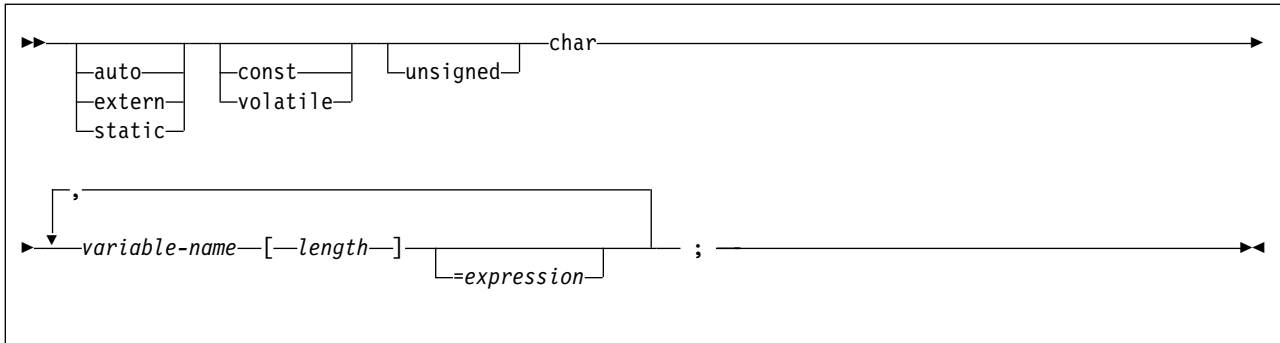 auto const unsigned char
extern volatile
static
,
variable-name [ length ] ;
=expression